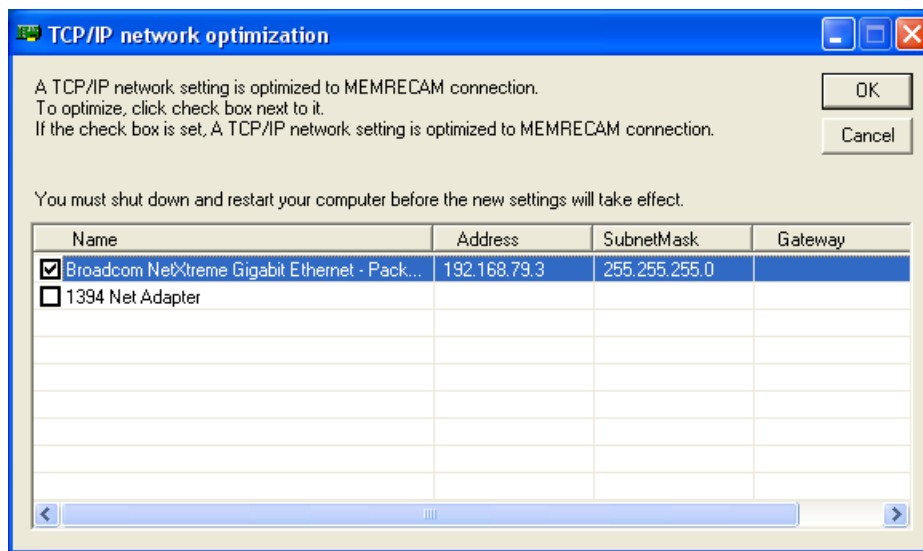 TCP/IP network optimization
A TCP/IP network setting is optimized to MEMRECAM connection.
To optimize, click check box next to it.
If the check box is set, A TCP/IP network setting is optimized to MEMRECAM connection.
OK
Cancel
You must shut down and restart your computer before the new settings will take effect.
Name Address SubnetMask Gateway
Broadcom NetXtreme Gigabit Ethernet - Pack... 192.168.79.3 255.255.255.0
1394 Net Adapter